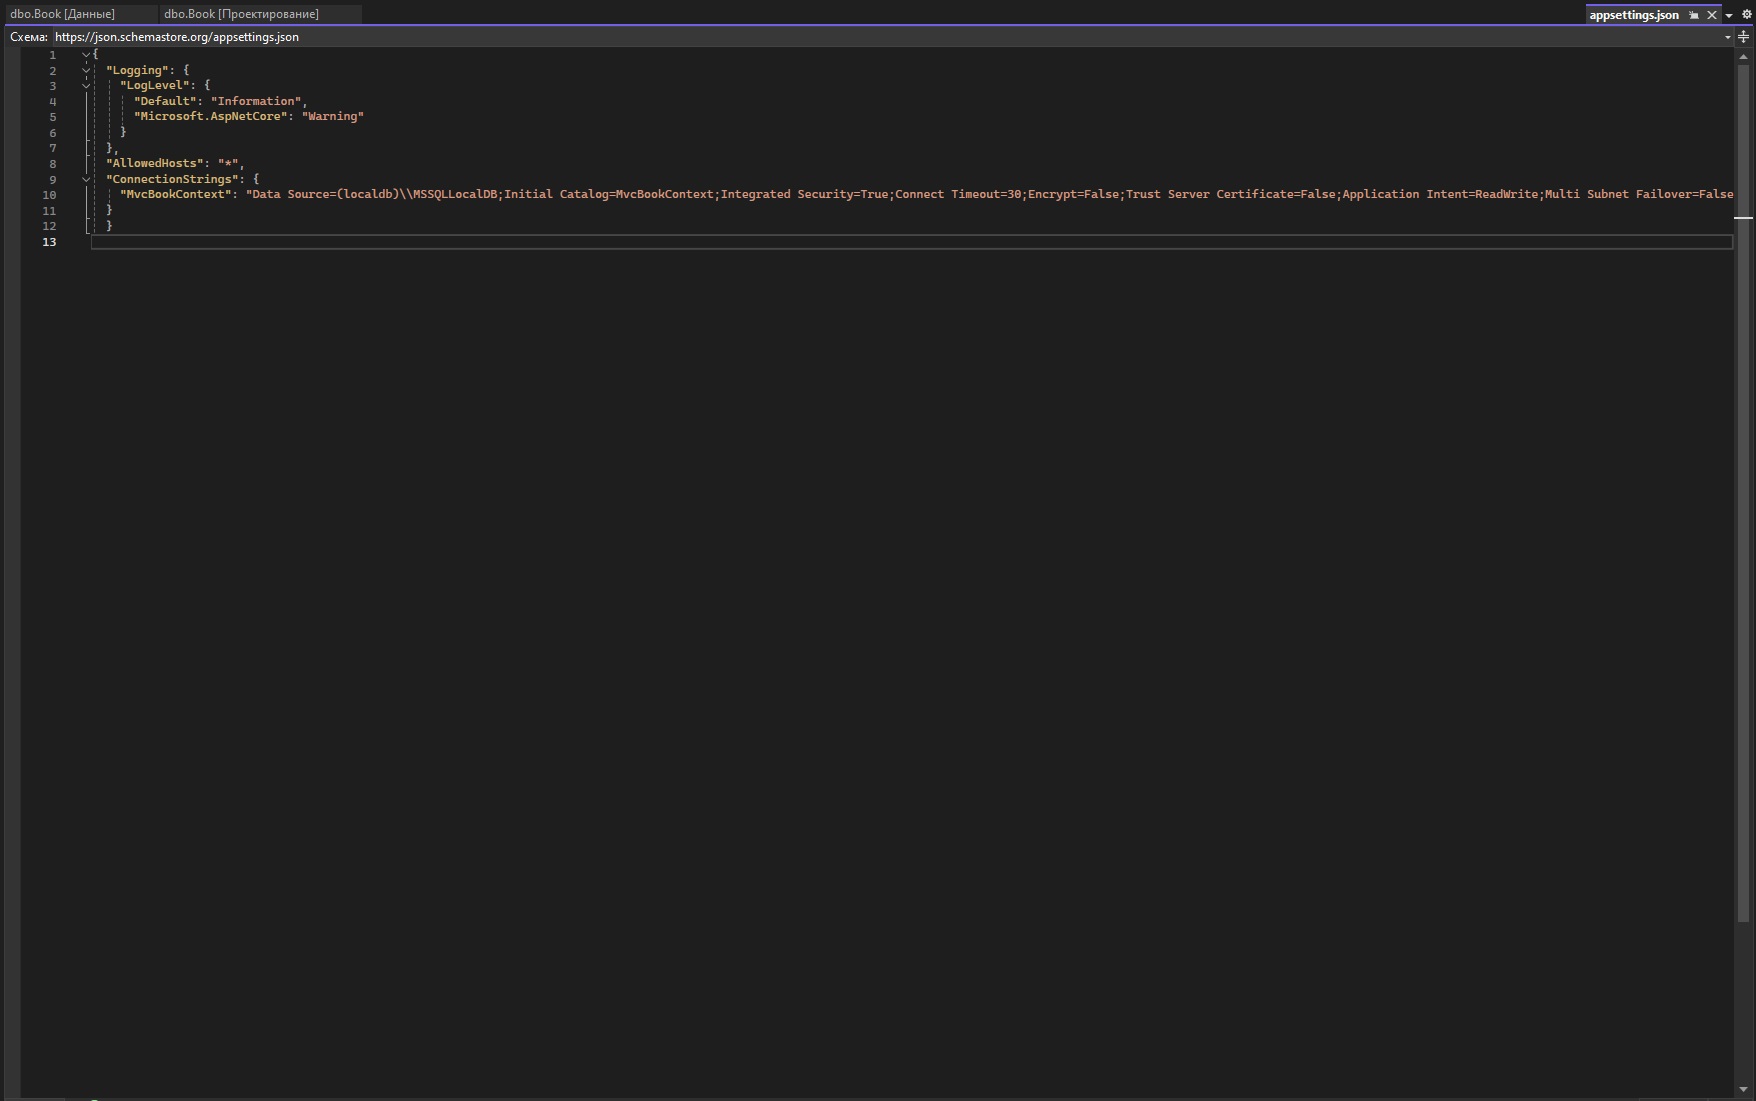 dbo.Book [Данные] dbo.Book [Проектирование] appsettings.json
Схема: https://json.schemastore.org/appsettings.json
1 {
2 "Logging": {
3 "LogLevel": {
4 "Default": "Information",
5 "Microsoft.AspNetCore": "Warning"
6 }
7 },
8 "AllowedHosts": "*",
9 "ConnectionStrings": {
10 "MvcBookContext": "Data Source=(localdb)\\MSSQLLocalDB;Initial Catalog=MvcBookContext;Integrated Security=True;Connect Timeout=30;Encrypt=False;Trust Server Certificate=False;Application Intent=ReadWrite;Multi Subnet Failover=False
11 }
12 }
13